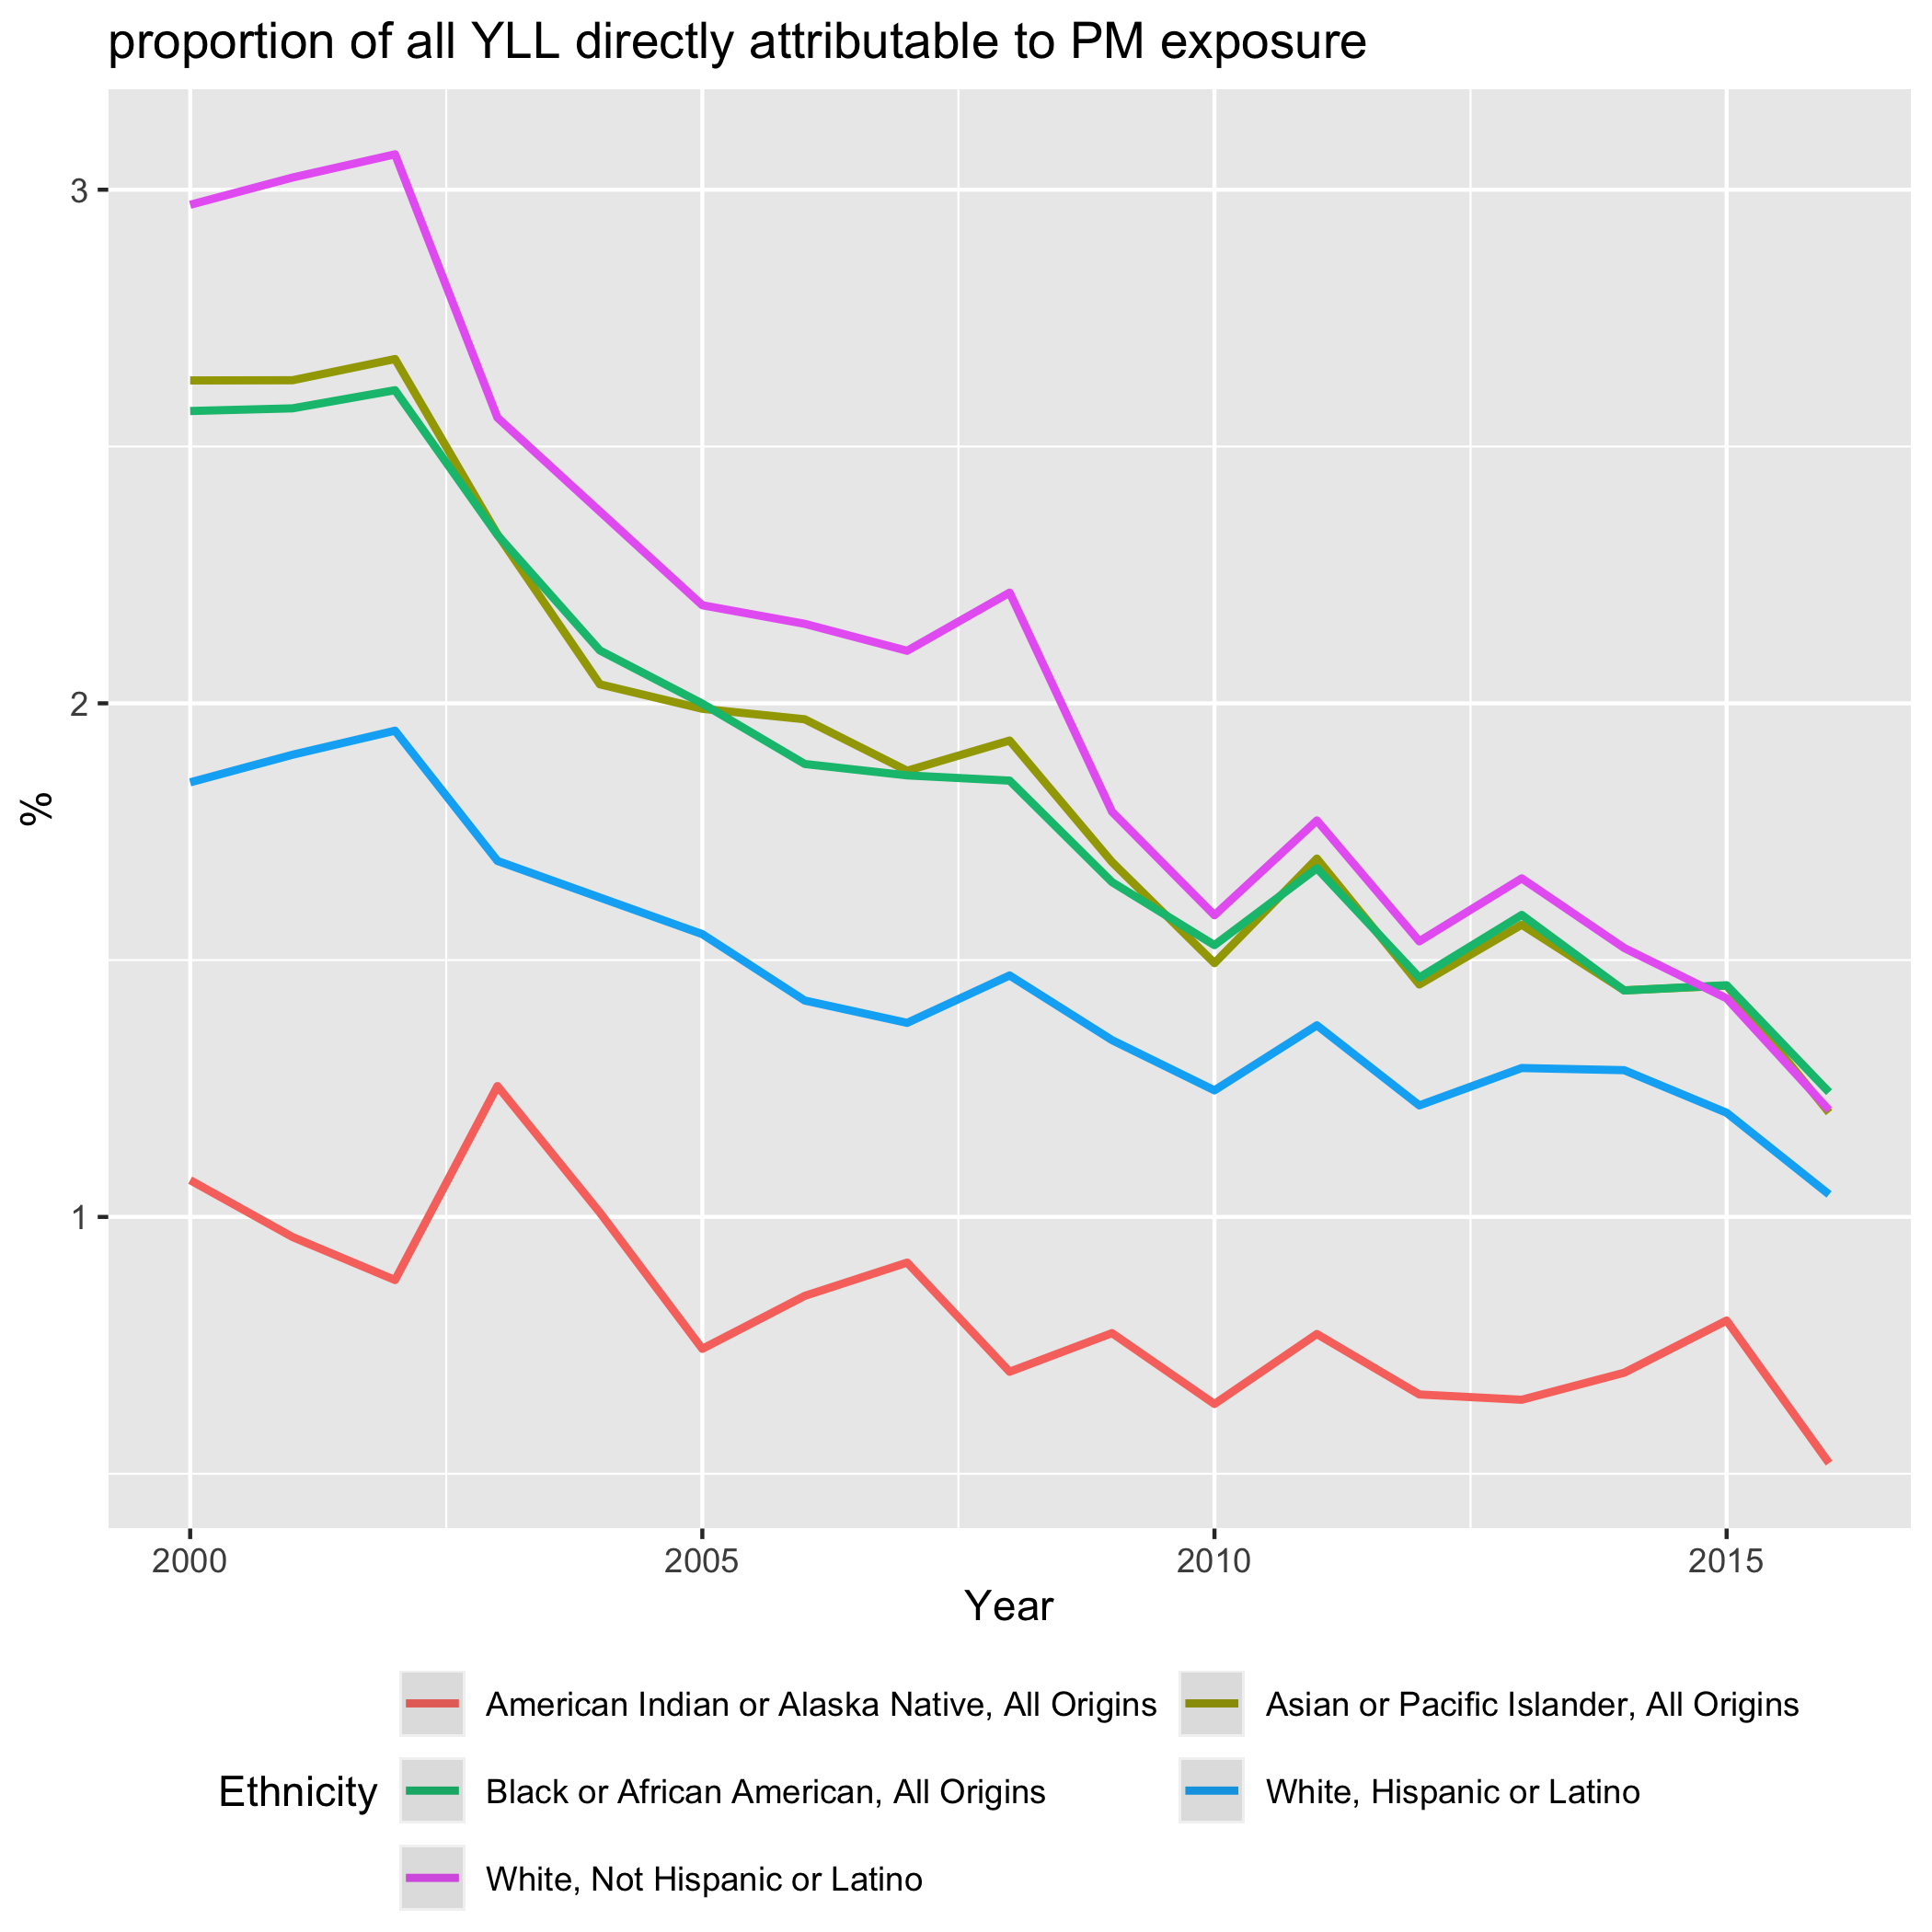 proportion of all YLL directly attributable to PM exposure
3
2
1
%
2000 2005 2010 2015
Year
Ethnicity
American Indian or Alaska Native, All Origins
Asian or Pacific Islander, All Origins
Black or African American, All Origins
White, Hispanic or Latino
White, Not Hispanic or Latino